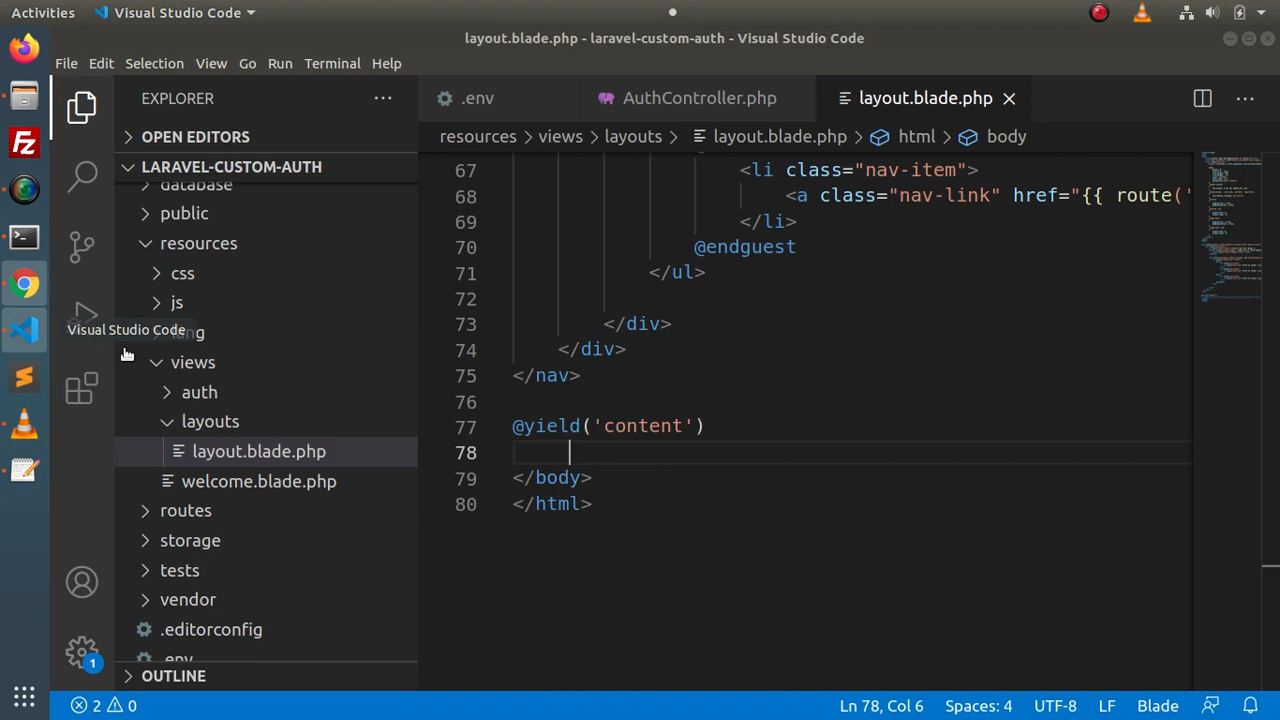 Activities
Visual Studio Code
layout.blade.php - laravel-custom-auth - Visual Studio Code
File Edit Selection View Go Run Terminal Help
EXPLORER
.env
AuthController.php
layout.blade.php
OPEN EDITORS
LARAVEL-CUSTOM-AUTH
database
public
resources
css
js
lang
Visual Studio Code
views
auth
layouts
layout.blade.php
welcome.blade.php
routes
storage
tests
vendor
.editorconfig
.env
OUTLINE
resources > views > layouts > layout.blade.php > html > body
67 <li class="nav-item">
68 <a class="nav-link" href="{{ route('
69 </li>
70 @endguest
71 </ul>
72
73 </div>
74 </div>
75 </nav>
76
77 @yield('content')
78
79 </body>
80 </html>
1
2 0
Ln 78, Col 6 Spaces: 4 UTF-8 LF Blade